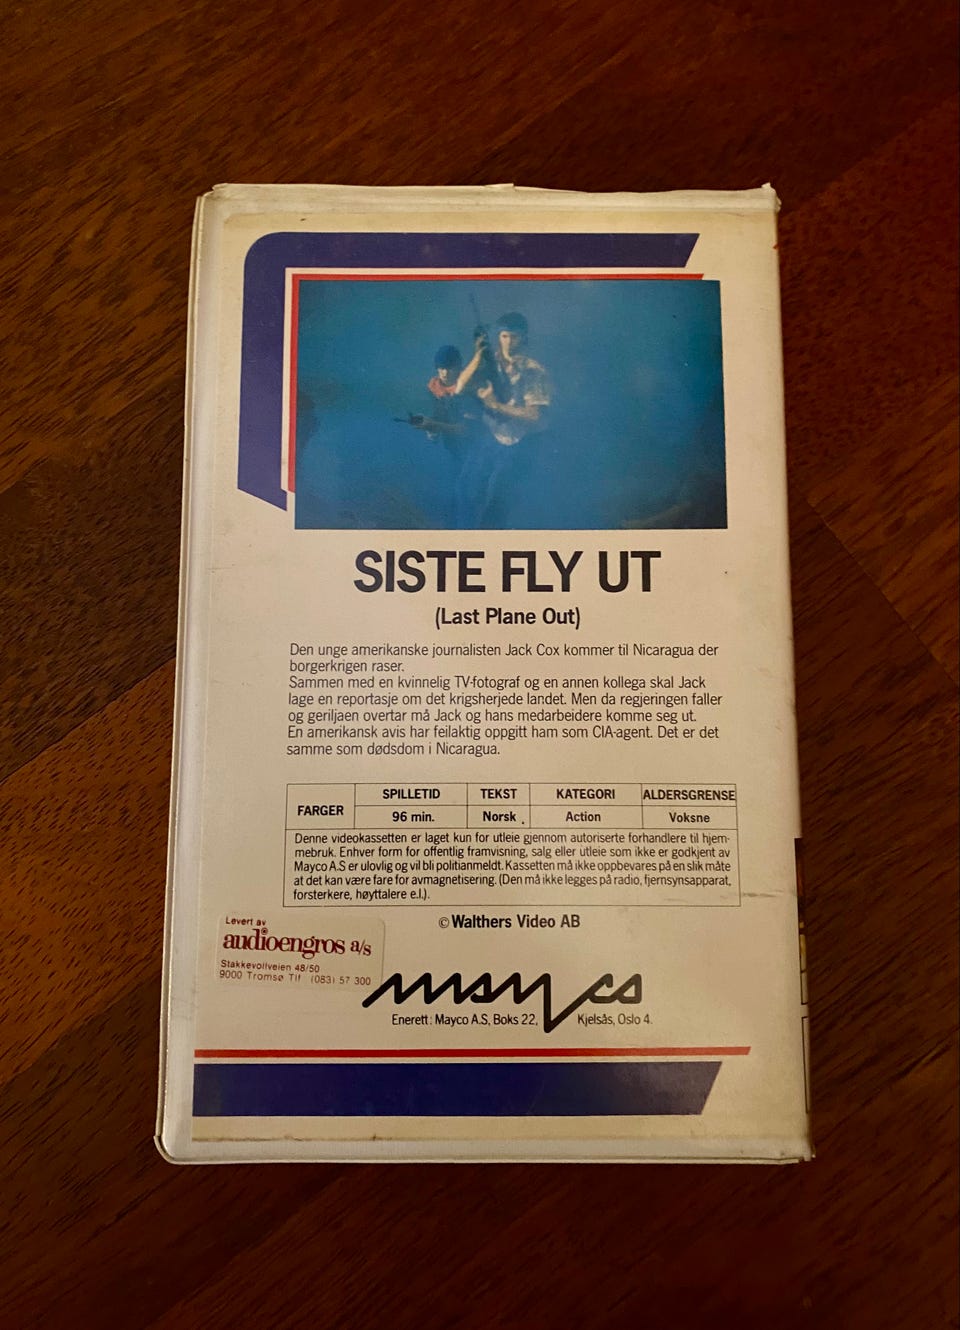 SISTE FLY UT
(Last Plane Out)
Den unge amerikanske journalisten Jack Cox kommer til Nicaragua der
borgerkrigen raser.
Sammen med en kvinnelig TV-fotograf og en annen kollega skal Jack
lage en reportasje om det krigsherjede landet. Men da regjeringen faller
og geriljaen overtar må Jack og hans medarbeidere komme seg ut.
En amerikansk avis har feilaktig oppgitt ham som CIA-agent. Det er det
samme som dødsdom i Nicaragua.
FARGER
SPILLETID TEKST KATEGORI ALDERSGRENSE
96 min. Norsk Action Voksne
Denne videokassetten er laget kun for utleie gjennom autoriserte forhandlere til hjem-
mebruk. Enhver form for offentlig framvisning, salg eller utleie som ikke er godkjent av
Mayco A.S er ulovlig og vil bli politianmeldt. Kassetten må ikke oppbevares på en slik måte
at det kan være fare for avmagnetisering. (Den må ikke legges på radio, fjernsynsapparat,
forsterkere, høyttalere e.l.).
© Walthers Video AB
Levert av
audioengros a/s
Stakkevollveien 48/50
9000 Tromsø Tlf (083) 57 300
mayco
Enerett: Mayco A.S, Boks 22, Kjelsås, Oslo 4.